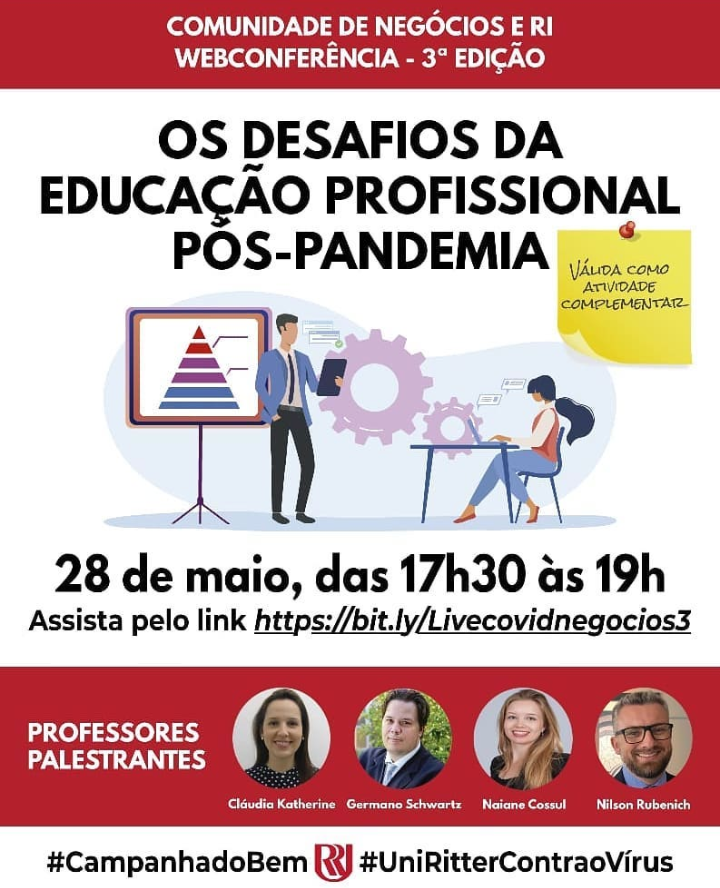 COMUNIDADE DE NEGÓCIOS E RI
WEBCONFERÊNCIA - 3ª EDIÇÃO
OS DESAFIOS DA
EDUCAÇÃO PROFISSIONAL
PÓS-PANDEMIA
VÁLIDA COMO
ATIVIDADE
COMPLEMENTAR
28 de maio, das 17h30 às 19h
Assista pelo link https://bit.ly/Livecovidnegocios3
PROFESSORES
PALESTRANTES
Cláudia Katherine Germano Schwartz Naiane Cossul Nilson Rubenich
#CampanhadoBem #UniRitterContraoVírus